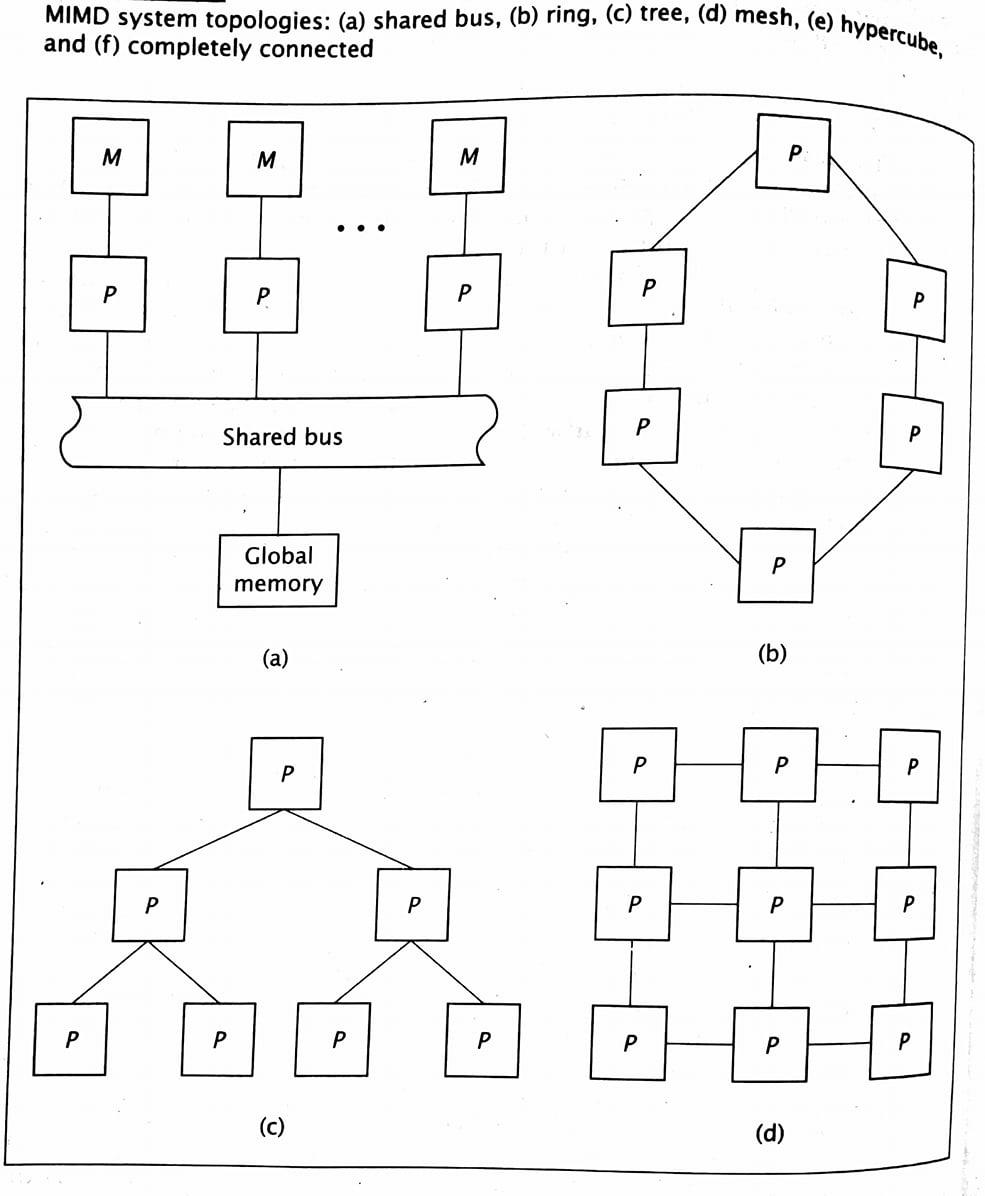 MIMD system topologies: (a) shared bus, (b) ring, (c) tree, (d) mesh, (e) hypercube,
and (f) completely connected
M M M P
• • •
P P P P P
Shared bus P P
Global
memory P
(a) (b)
P P P P
P P P P P
P P P P P P P
(c) (d)